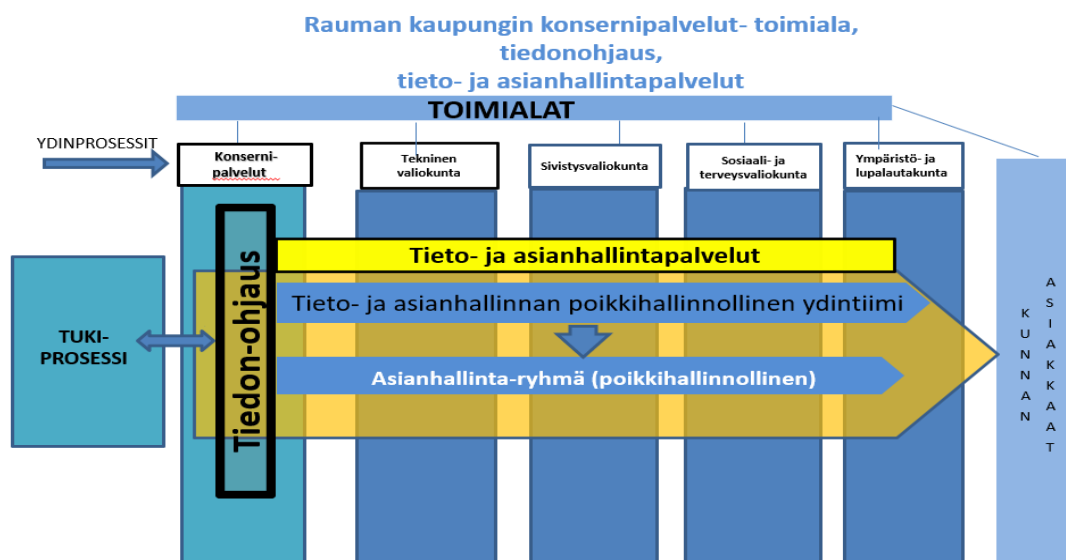 Rauman kaupungin konsernipalvelut- toimiala,
tiedonohjaus,
tieto- ja asianhallintapalvelut
TOIMIALAT
YDINPROSESSIT
Konserni-
palvelut
Tekninen
valiokunta
Sivistysvaliokunta
Sosiaali- ja
terveysvaliokunta
Ympäristö- ja
lupalautakunta
Tiedon-ohjaus
Tieto- ja asianhallintapalvelut
Tieto- ja asianhallinnan poikkihallinnollinen ydintiimi
TUKI-
PROSESSI
Asianhallinta-ryhmä (poikkihallinnollinen)
KUNNAN
ASIAKKAAT